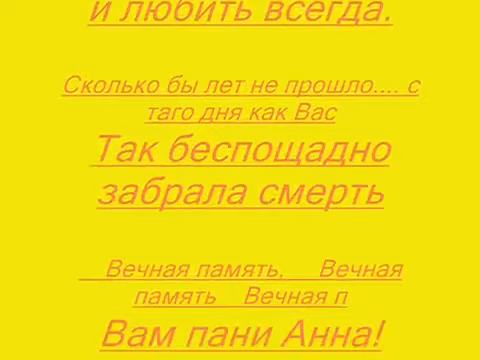 и любить всегда.
Сколько бы лет не прошло.... с
таго дня как Вас
Так беспощадно
забрала смерть
Вечная память, Вечная
память Вечная п
Вам пани Анна!